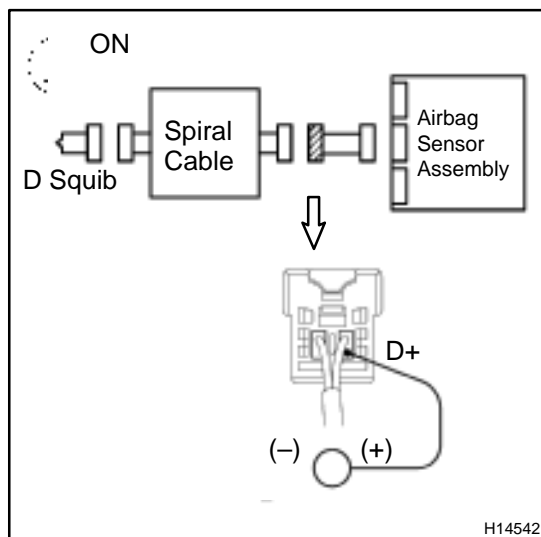 ON
Spiral
Cable
D Squib
Airbag
Sensor
Assembly
D+
(−)
(+)
H14542